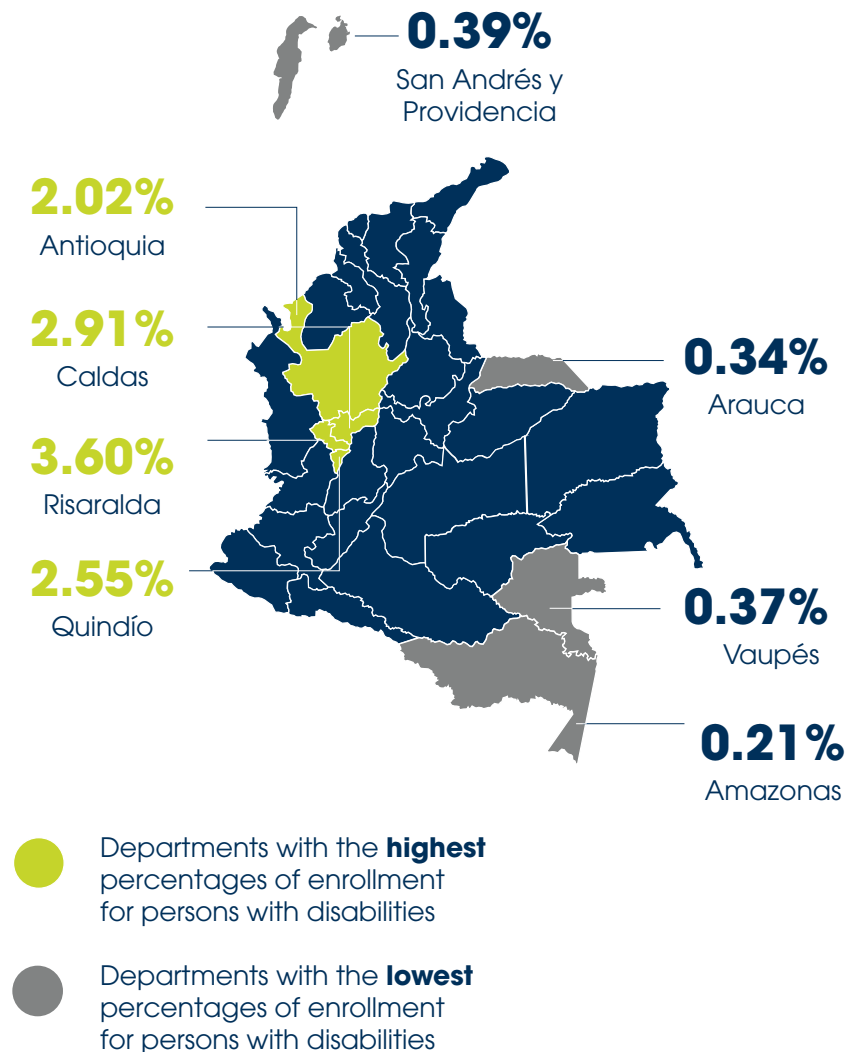 0.39%
San Andrés y
Providencia
2.02%
Antioquia
2.91%
Caldas
3.60%
Risaralda
2.55%
Quindío
0.34%
Arauca
0.37%
Vaupés
0.21%
Amazonas
Departments with the highest
percentages of enrollment
for persons with disabilities
Departments with the lowest
percentages of enrollment
for persons with disabilities